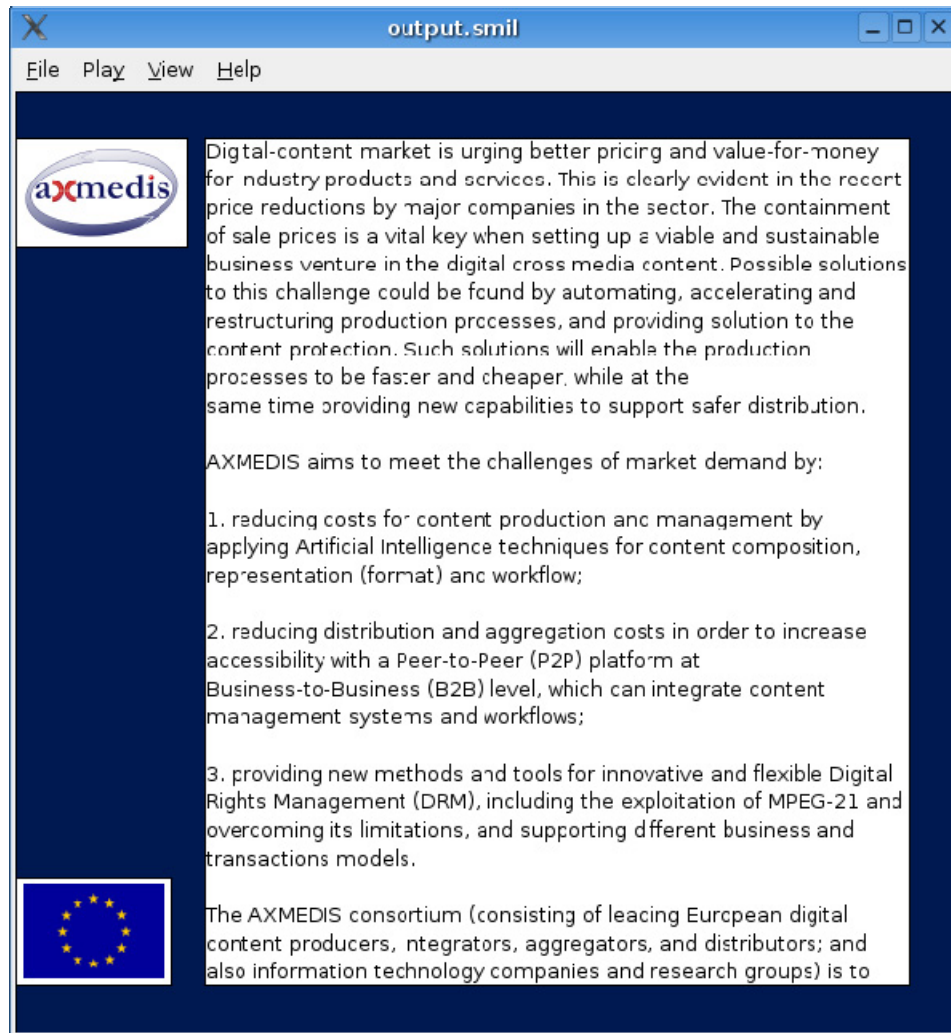 output.smil
File Play View Help
axmedis
Digital-content market is urging better pricing and value-for-money
for industry products and services. This is clearly evident in the recent
price reductions by major companies in the sector. The containment
of sale prices is a vital key when setting up a viable and sustainable
business venture in the digital cross media content. Possible solutions
to this challenge could be found by automating, accelerating and
restructuring production processes, and providing solution to the
content protection. Such solutions will enable the production
processes to be faster and cheaper, while at the
same time providing new capabilities to support safer distribution.
AXMEDIS aims to meet the challenges of market demand by:
1. reducing costs for content production and management by
applying Artificial Intelligence techniques for content composition,
representation (format) and workflow;
2. reducing distribution and aggregation costs in order to increase
accessibility with a Peer-to-Peer (P2P) platform at
Business-to-Business (B2B) level, which can integrate content
management systems and workflows;
3. providing new methods and tools for innovative and flexible Digital
Rights Management (DRM), including the exploitation of MPEG-21 and
overcoming its limitations, and supporting different business and
transactions models.
The AXMEDIS consortium (consisting of leading European digital
content producers, integrators, aggregators, and distributors; and
also information technology companies and research groups) is to